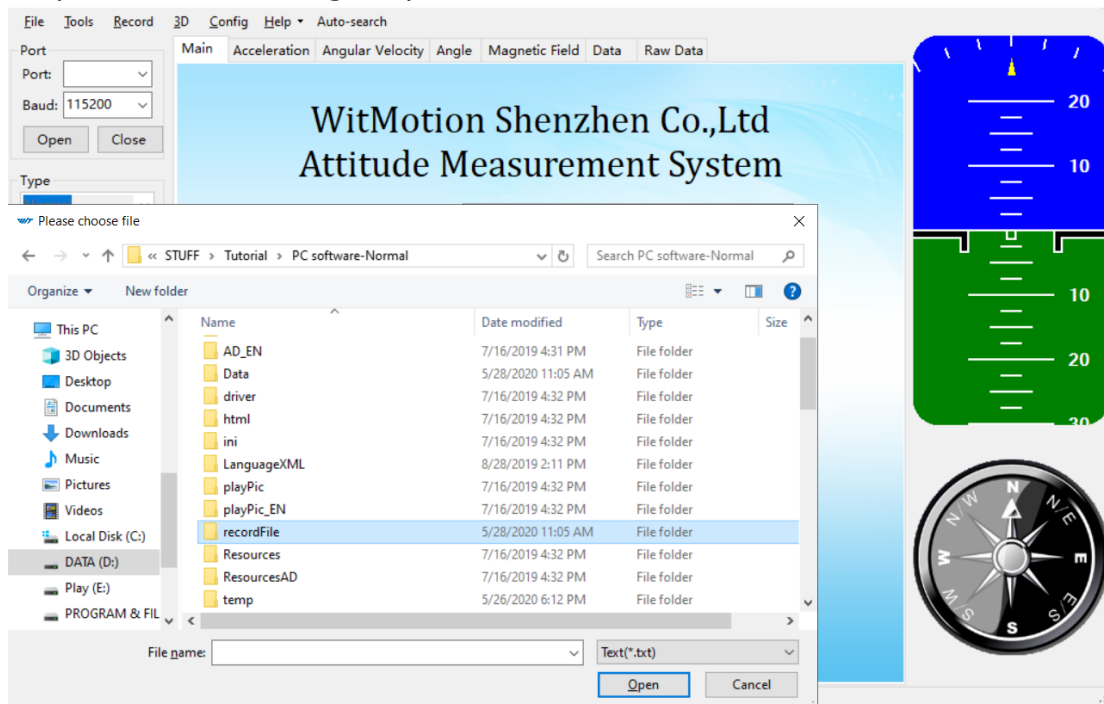 File Tools Record 3D Config Help Auto-search
Port
Port:
Baud: 115200
Open Close
Type
Main Acceleration Angular Velocity Angle Magnetic Field Data Raw Data
WitMotion Shenzhen Co.,Ltd
Attitude Measurement System
20
10
10
20
30
N
N/E
E
E/S
S
W/S
W
N/W
Please choose file
« STUFF > Tutorial > PC software-Normal
Search PC software-Normal
Organize New folder
This PC
3D Objects
Desktop
Documents
Downloads
Music
Pictures
Videos
Local Disk (C:)
DATA (D:)
Play (E:)
PROGRAM & FIL
Name Date modified Type Size
AD_EN 7/16/2019 4:31 PM File folder
Data 5/28/2020 11:05 AM File folder
driver 7/16/2019 4:32 PM File folder
html 7/16/2019 4:32 PM File folder
ini 7/16/2019 4:32 PM File folder
LanguageXML 8/28/2019 2:11 PM File folder
playPic 7/16/2019 4:32 PM File folder
playPic_EN 7/16/2019 4:32 PM File folder
recordFile 5/28/2020 11:05 AM File folder
Resources 7/16/2019 4:32 PM File folder
ResourcesAD 7/16/2019 4:32 PM File folder
temp 5/26/2020 6:12 PM File folder
File name: Text(*.txt)
Open Cancel